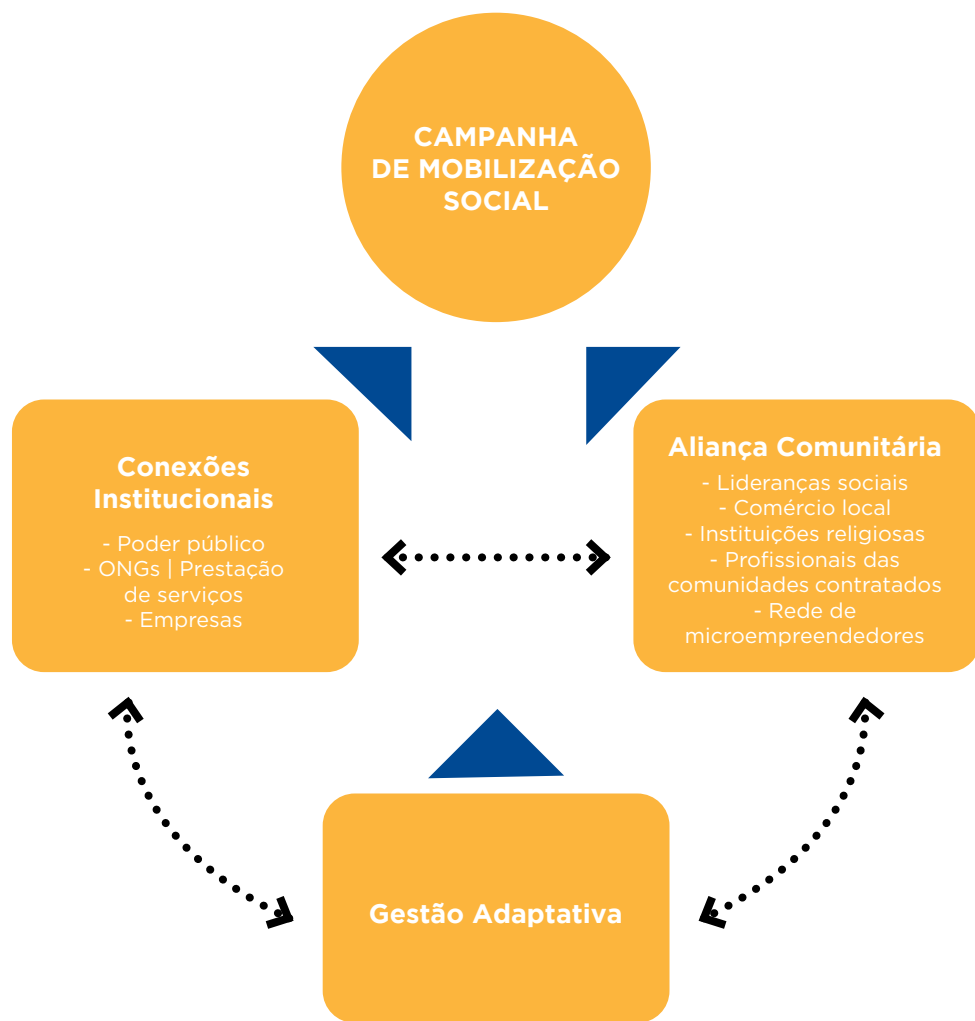 CAMPANHA
DE MOBILIZAÇÃO
SOCIAL
Conexões
Institucionais
- Poder público
- ONGs | Prestação
de serviços
- Empresas
Aliança Comunitária
- Lideranças sociais
- Comércio local
- Instituições religiosas
- Profissionais das
comunidades contratados
- Rede de
microempreendedores
Gestão Adaptativa